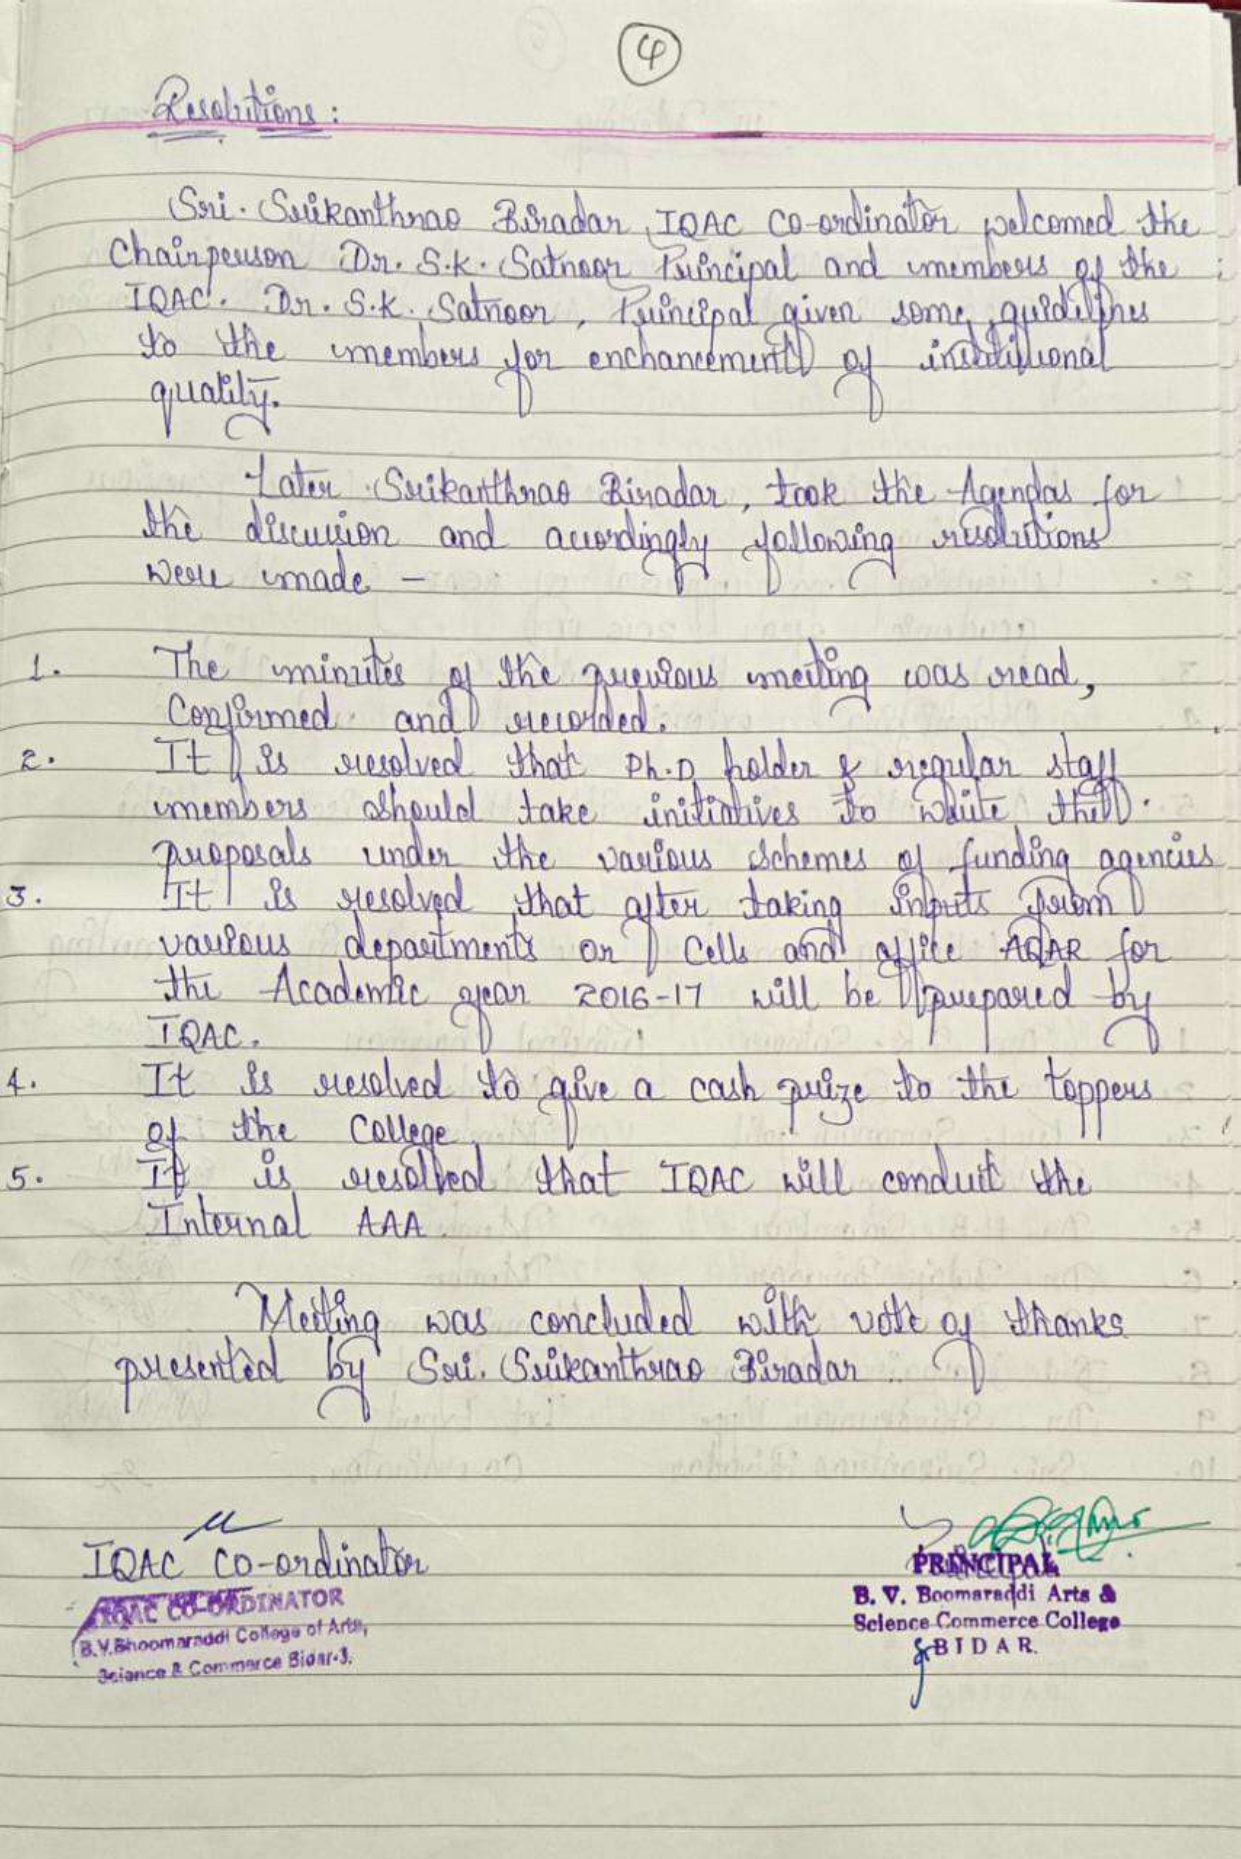 4
Resolutions:
Sri. Srikanthrao Biradar, IQAC Co-ordinator welcomed the
Chairperson Dr. S.K. Satnoor Principal and members of the
IQAC. Dr. S.K. Satnoor, Principal given some guidelines
to the members for enchancement of institutional
quality.
Later Srikanthrao Biradar, took the Agendas for
the discussion and accordingly following resolutions
were made -
1. The minutes of the previous meeting was read,
Confirmed and recorded.
2. It is resolved that Ph.D holder & regular staff
members should take initiatives to write their
proposals under the various schemes of funding agencies
3. It is resolved that after taking inputs from
various departments or Cells and office AQAR for
the Academic year 2016-17 will be prepared by
IQAC.
4. It is resolved to give a cash prize to the toppers
of the College.
5. It is resolved that IQAC will conduct the
Internal AAA
Meeting was concluded with vote of thanks
presented by Sri. Srikanthrao Biradar
IQAC Co-ordinator
IQAC CO-ORDINATOR
B.V.Bhoomaraddi College of Arts,
Science & Commerce Bidar-3.
PRINCIPAL
B. V. Boomaraddi Arts &
Science Commerce College
BIDAR.